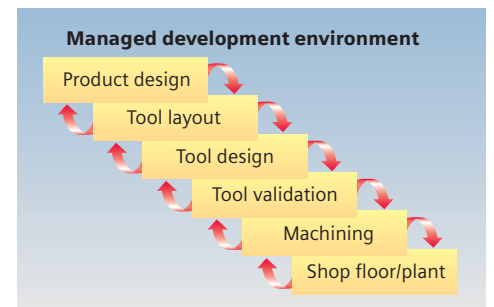 Managed development environment
Product design
Tool layout
Tool design
Tool validation
Machining
Shop floor/plant